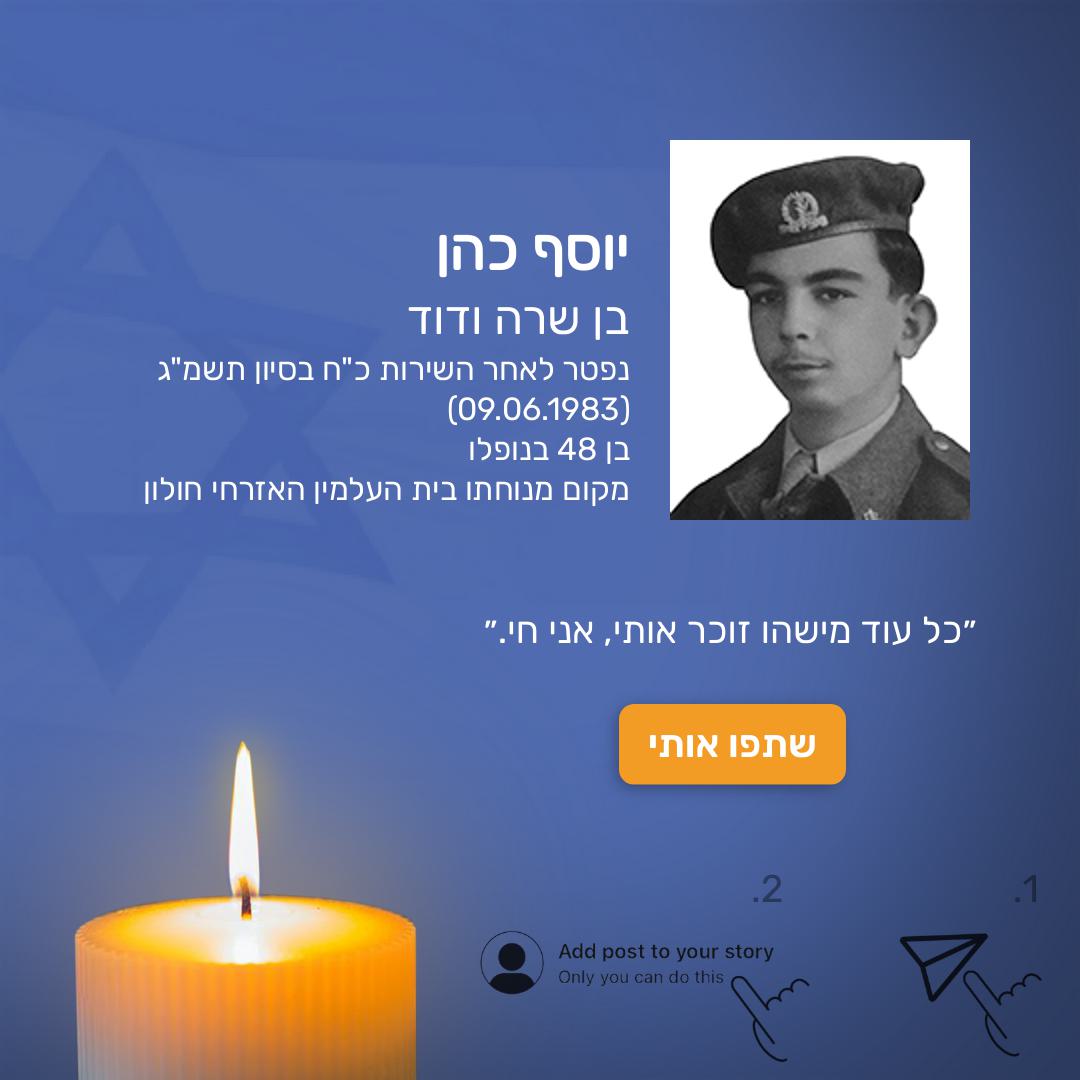 יוסף כהן
בן שרה ודוד
נפטר לאחר השירות כ"ח בסיון תשמ"ג
(09.06.1983)
בן 48 בנופלו
מקום מנוחתו בית העלמין האזרחי חולון
״כל עוד מישהו זוכר אותי, אני חי.״
שתפו אותי
1.
2.
Add post to your story
Only you can do this